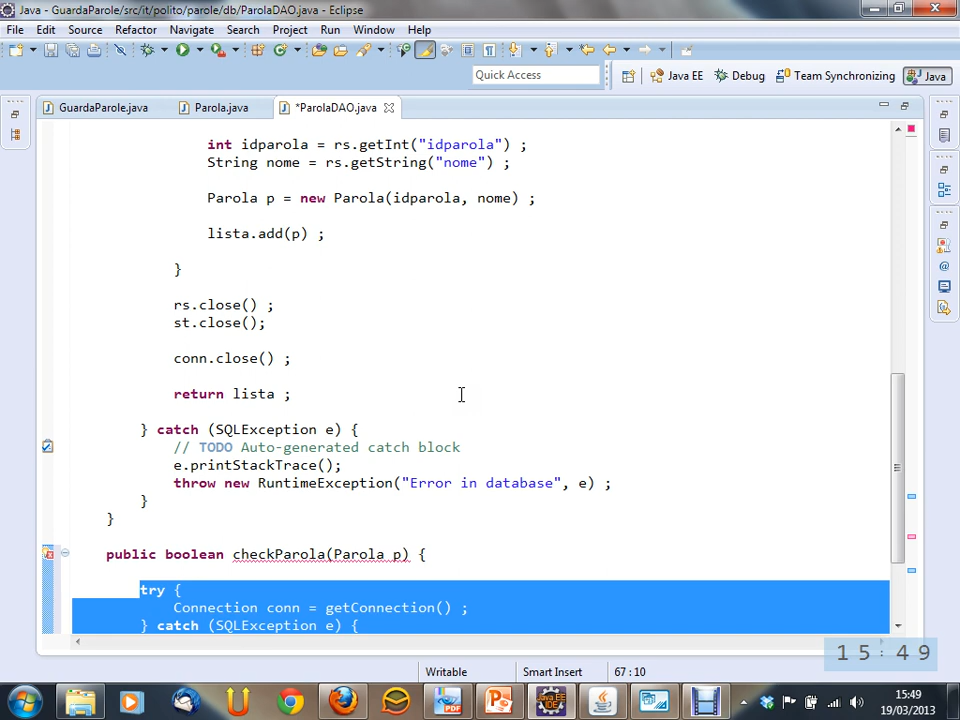 Java - GuardaParole/src/it/polito/parole/db/ParolaDAO.java - Eclipse
File Edit Source Refactor Navigate Search Project Run Window Help
Quick Access
Java EE Debug Team Synchronizing Java
GuardaParole.java Parola.java *ParolaDAO.java
int idparola = rs.getInt("idparola") ;
String nome = rs.getString("nome") ;
Parola p = new Parola(idparola, nome) ;
lista.add(p) ;
}
rs.close() ;
st.close();
conn.close() ;
return lista ;
} catch (SQLException e) {
// TODO Auto-generated catch block
e.printStackTrace();
throw new RuntimeException("Error in database", e) ;
}
}
public boolean checkParola(Parola p) {
try {
Connection conn = getConnection() ;
} catch (SQLException e) {
15:49
Writable Smart Insert 67 : 10
15:49
19/03/2013